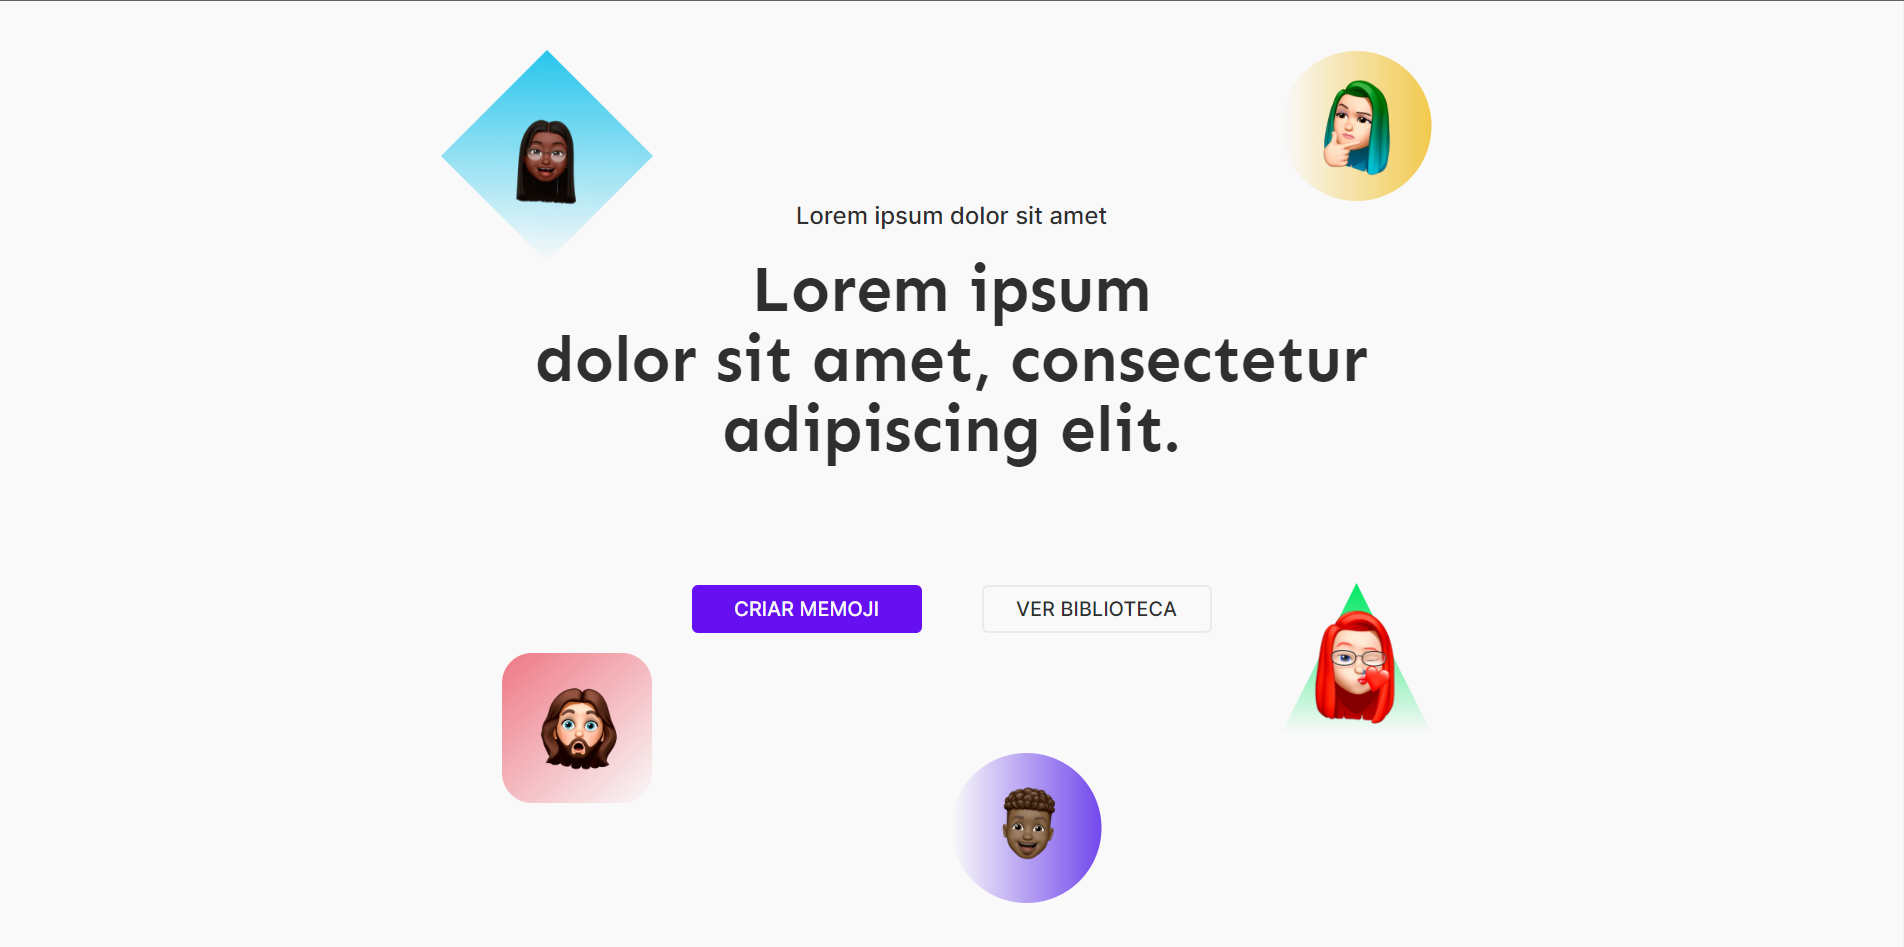 Lorem ipsum dolor sit amet
Lorem ipsum
dolor sit amet, consectetur
adipiscing elit.
CRIAR MEMOJI
VER BIBLIOTECA